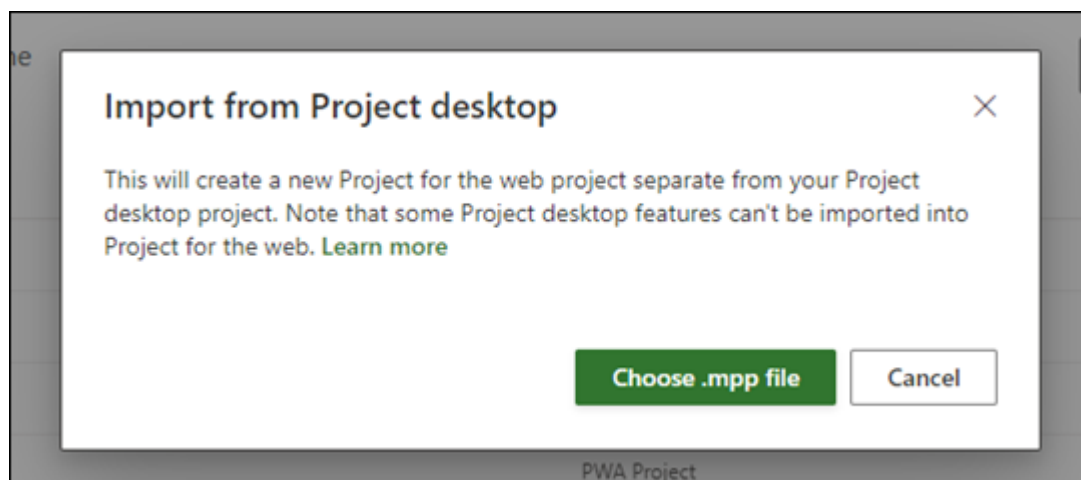 Import from Project desktop
This will create a new Project for the web project separate from your Project
desktop project. Note that some Project desktop features can't be imported into
Project for the web. Learn more
Choose .mpp file
Cancel
PWA Project